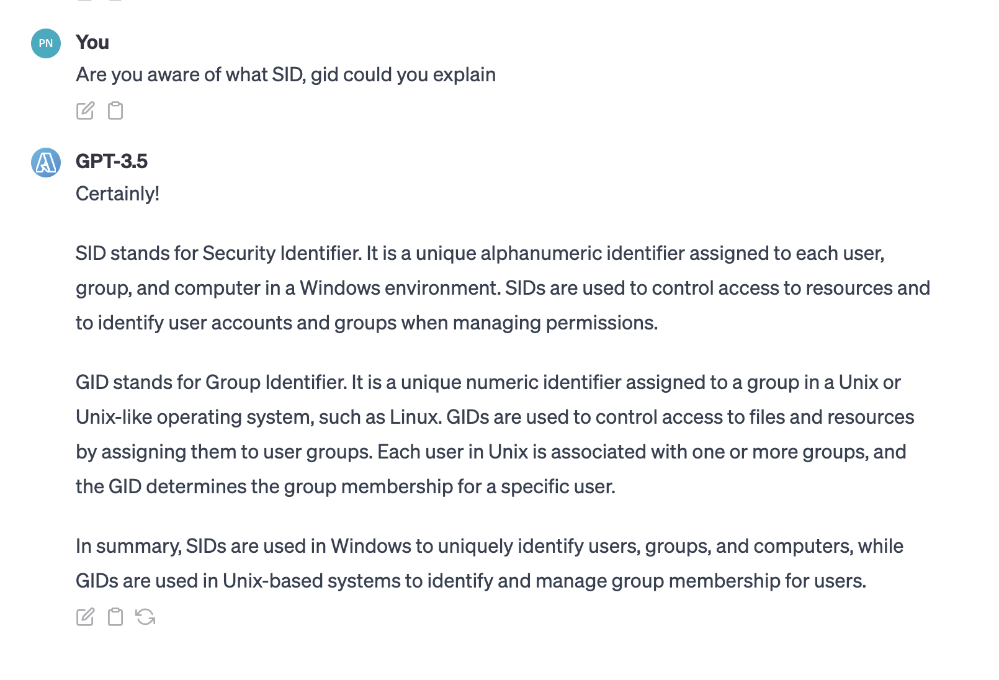 PN
You
Are you aware of what SID, gid could you explain
GPT-3.5
Certainly!
SID stands for Security Identifier. It is a unique alphanumeric identifier assigned to each user,
group, and computer in a Windows environment. SIDs are used to control access to resources and
to identify user accounts and groups when managing permissions.
GID stands for Group Identifier. It is a unique numeric identifier assigned to a group in a Unix or
Unix-like operating system, such as Linux. GIDs are used to control access to files and resources
by assigning them to user groups. Each user in Unix is associated with one or more groups, and
the GID determines the group membership for a specific user.
In summary, SIDs are used in Windows to uniquely identify users, groups, and computers, while
GIDs are used in Unix-based systems to identify and manage group membership for users.